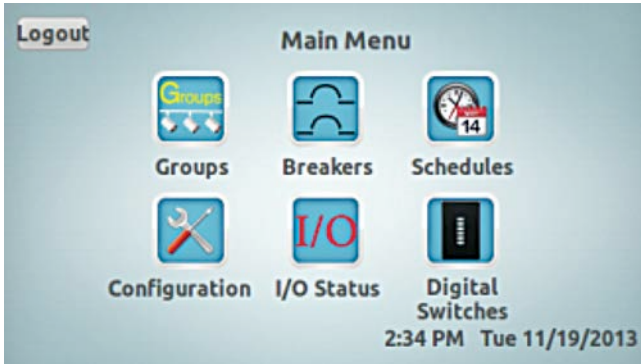 Logout
Main Menu
Groups
14
Groups
Breakers
Schedules
I/O
Configuration
I/O Status
Digital
Switches
2:34 PM Tue 11/19/2013